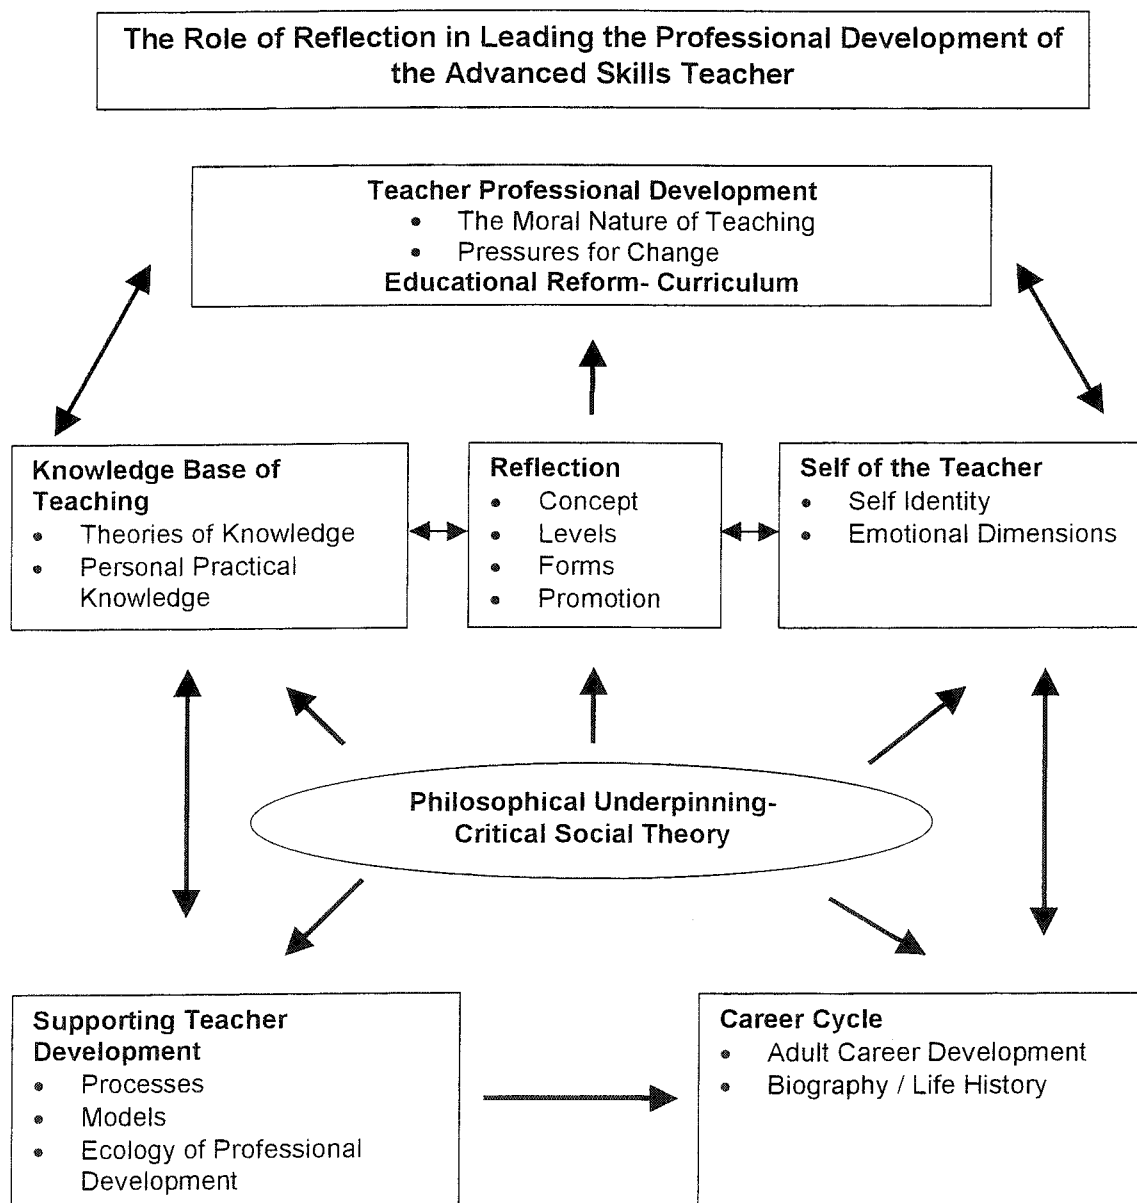 The Role of Reflection in Leading the Professional Development of
the Advanced Skills Teacher
Teacher Professional Development
• The Moral Nature of Teaching
• Pressures for Change
Educational Reform- Curriculum
Knowledge Base of
Teaching
• Theories of Knowledge
• Personal Practical
Knowledge
Reflection
• Concept
• Levels
• Forms
• Promotion
Self of the Teacher
• Self Identity
• Emotional Dimensions
Philosophical Underpinning-
Critical Social Theory
Supporting Teacher
Development
• Processes
• Models
• Ecology of Professional
Development
Career Cycle
• Adult Career Development
• Biography / Life History